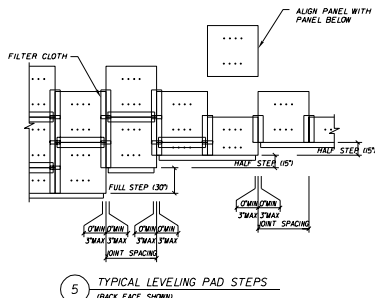 ALIGN PANEL WITH
PANEL BELOW
FILTER CLOTH
HALF STEP (15")
HALF STEP (15")
FULL STEP (30")
0"MIN 0"MIN 0"MIN 0"MIN 0"MIN 0"MIN
3"MAX 3"MAX 3"MAX 3"MAX 3"MAX 3"MAX
JOINT SPACING JOINT SPACING
5 TYPICAL LEVELING PAD STEPS
(BACK FACE SHOWN)